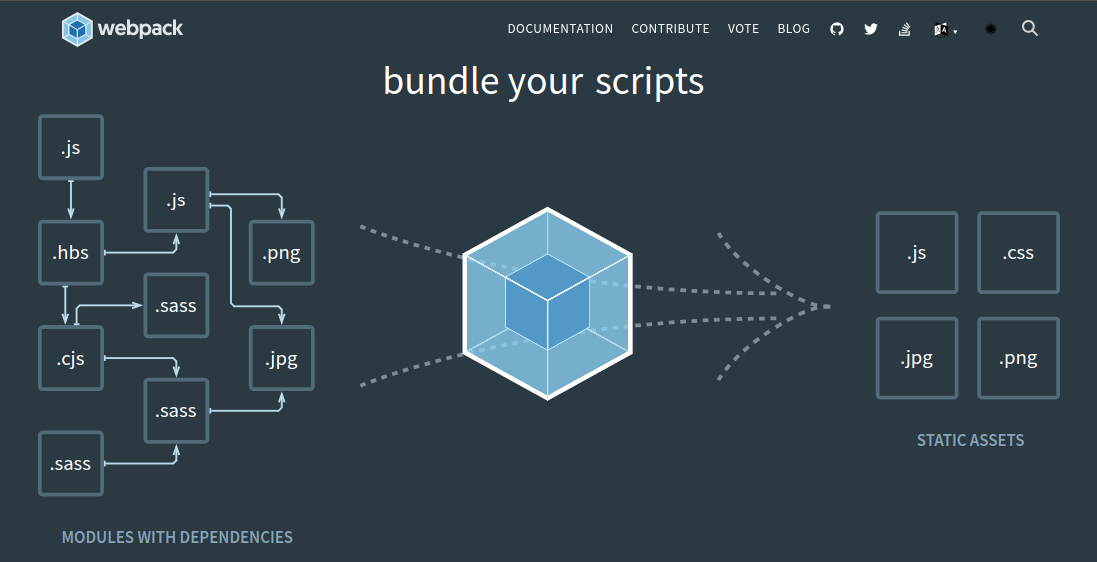 webpack
DOCUMENTATION CONTRIBUTE VOTE BLOG
bundle your scripts
.js
.js
.hbs
.png
.sass
.cjs
.jpg
.sass
.sass
MODULES WITH DEPENDENCIES
.js
.css
.jpg
.png
STATIC ASSETS